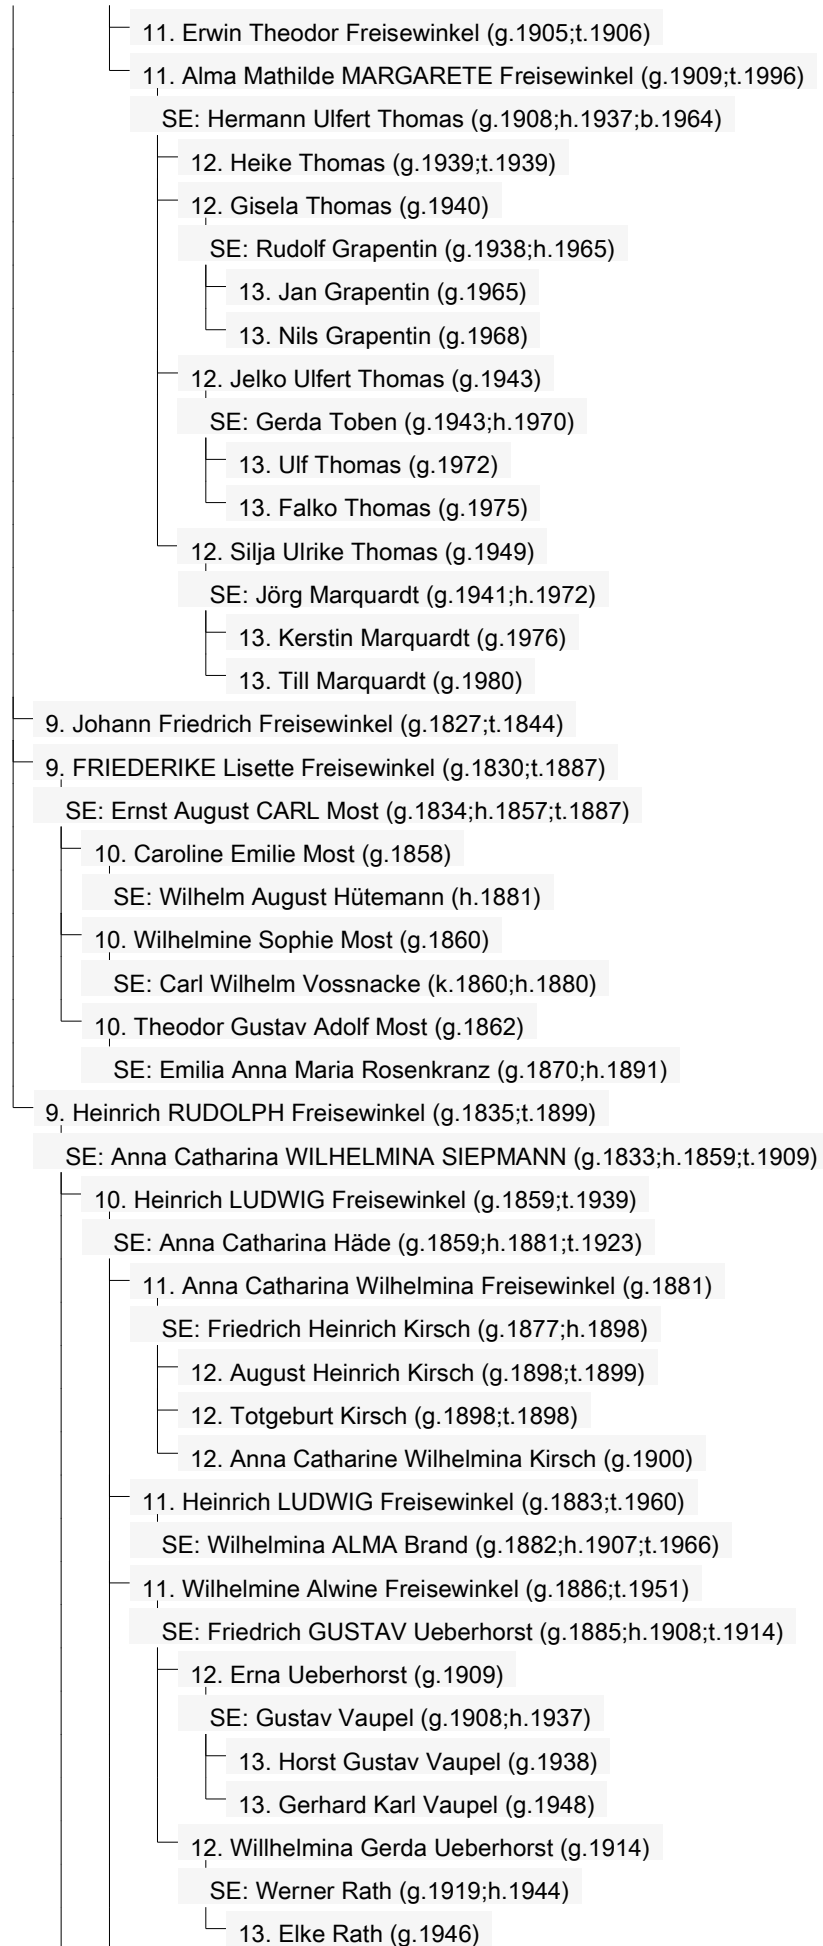 11. Erwin Theodor Freisewinkel (g.1905;t.1906)
11. Alma Mathilde MARGARETE Freisewinkel (g.1909;t.1996)
SE: Hermann Ulfert Thomas (g.1908;h.1937;b.1964)
12. Heike Thomas (g.1939;t.1939)
12. Gisela Thomas (g.1940)
SE: Rudolf Grapentin (g.1938;h.1965)
13. Jan Grapentin (g.1965)
13. Nils Grapentin (g.1968)
12. Jelko Ulfert Thomas (g.1943)
SE: Gerda Toben (g.1943;h.1970)
13. Ulf Thomas (g.1972)
13. Falko Thomas (g.1975)
12. Silja Ulrike Thomas (g.1949)
SE: Jörg Marquardt (g.1941;h.1972)
13. Kerstin Marquardt (g.1976)
13. Till Marquardt (g.1980)
9. Johann Friedrich Freisewinkel (g.1827;t.1844)
9. FRIEDERIKE Lisette Freisewinkel (g.1830;t.1887)
SE: Ernst August CARL Most (g.1834;h.1857;t.1887)
10. Caroline Emilie Most (g.1858)
SE: Wilhelm August Hütemann (h.1881)
10. Wilhelmine Sophie Most (g.1860)
SE: Carl Wilhelm Vossnacke (k.1860;h.1880)
10. Theodor Gustav Adolf Most (g.1862)
SE: Emilia Anna Maria Rosenkranz (g.1870;h.1891)
9. Heinrich RUDOLPH Freisewinkel (g.1835;t.1899)
SE: Anna Catharina WILHELMINA SIEPMANN (g.1833;h.1859;t.1909)
10. Heinrich LUDWIG Freisewinkel (g.1859;t.1939)
SE: Anna Catharina Häde (g.1859;h.1881;t.1923)
11. Anna Catharina Wilhelmina Freisewinkel (g.1881)
SE: Friedrich Heinrich Kirsch (g.1877;h.1898)
12. August Heinrich Kirsch (g.1898;t.1899)
12. Totgeburt Kirsch (g.1898;t.1898)
12. Anna Catharine Wilhelmina Kirsch (g.1900)
11. Heinrich LUDWIG Freisewinkel (g.1883;t.1960)
SE: Wilhelmina ALMA Brand (g.1882;h.1907;t.1966)
11. Wilhelmine Alwine Freisewinkel (g.1886;t.1951)
SE: Friedrich GUSTAV Ueberhorst (g.1885;h.1908;t.1914)
12. Erna Ueberhorst (g.1909)
SE: Gustav Vaupel (g.1908;h.1937)
13. Horst Gustav Vaupel (g.1938)
13. Gerhard Karl Vaupel (g.1948)
12. Willhelmina Gerda Ueberhorst (g.1914)
SE: Werner Rath (g.1919;h.1944)
13. Elke Rath (g.1946)